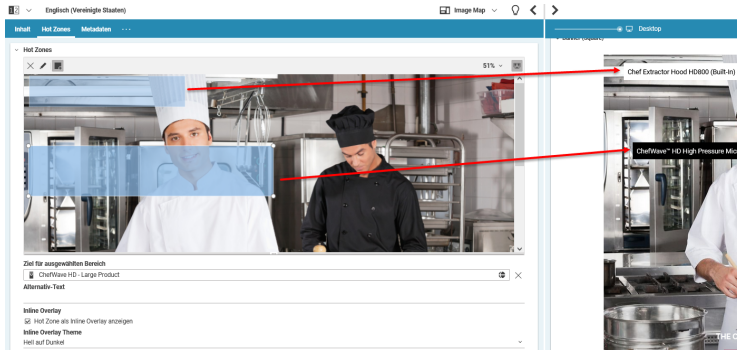 Englisch (Vereinigte Staaten)
Image Map
Inhalt Hot Zones Metadaten ...
Desktop
Hot Zones
51%
Chef Extractor Hood HD800 (Built-In)
ChefWave™ HD High Pressure Mic
Ziel für ausgewählten Bereich
ChefWave HD - Large Product
Alternativ-Text
Inline Overlay
Hot Zone als Inline Overlay anzeigen
Inline Overlay Theme
Hell auf Dunkel
THE C